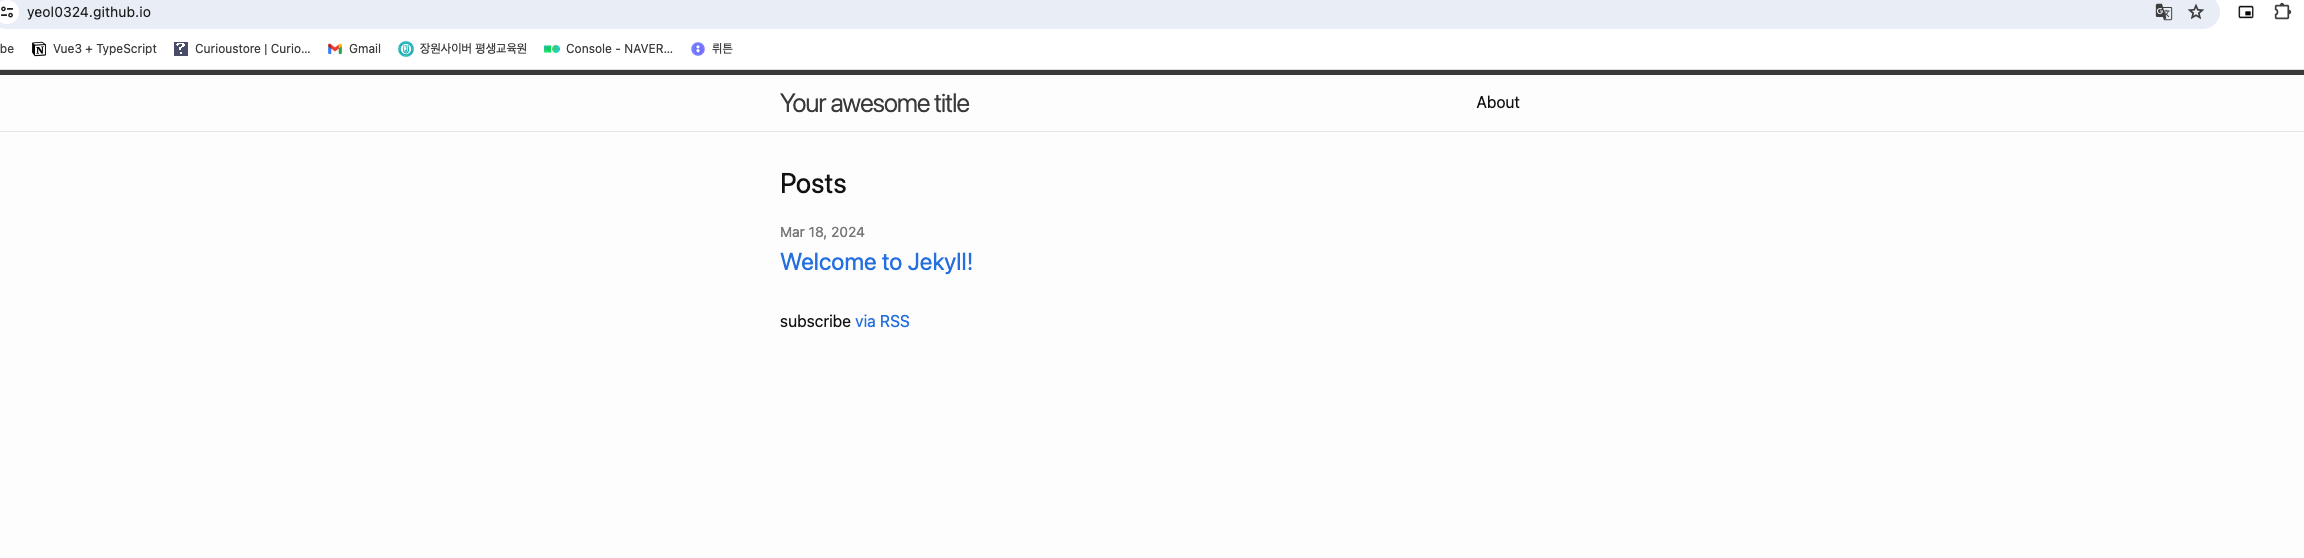 yeol0324.github.io
be Vue3 + TypeScript Curioustore | Curio... Gmail 장원사이버 평생교육원 Console - NAVER... 뤼튼
Your awesome title About
Posts
Mar 18, 2024
Welcome to Jekyll!
subscribe via RSS